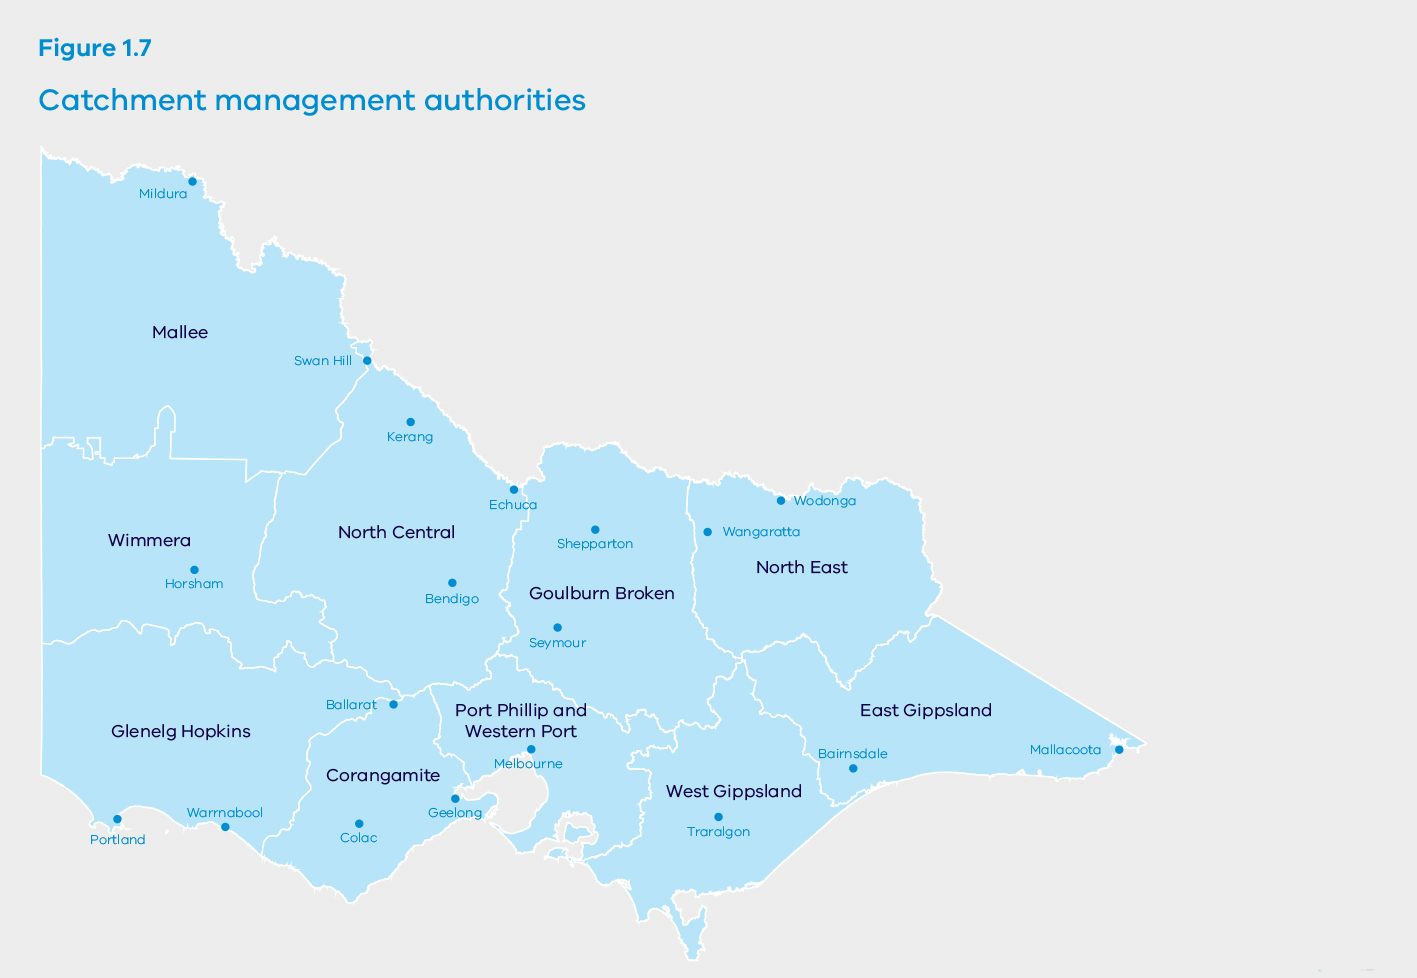 Figure 1.7
Catchment management authorities
Mildura
Mallee
Swan Hill
Kerang
Echuca
Wodonga
Wangaratta
North Central
Shepparton
Wimmera
North East
Horsham
Bendigo
Goulburn Broken
Seymour
Ballarat
Port Phillip and
Western Port
East Gippsland
Glenelg Hopkins
Mallacoota
Bairnsdale
Melbourne
Corangamite
West Gippsland
Warrnabool
Geelong
Portland
Colac
Traralgon